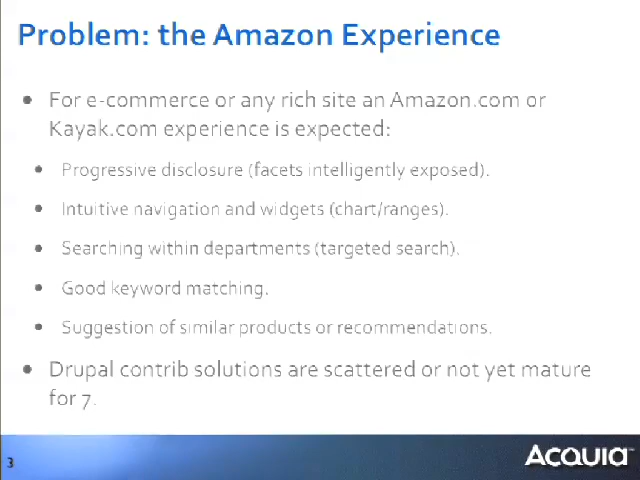 Problem: the Amazon Experience
• For e-commerce or any rich site an Amazon.com or
Kayak.com experience is expected:
• Progressive disclosure (facets intelligently exposed).
• Intuitive navigation and widgets (chart/ranges).
• Searching within departments (targeted search).
• Good keyword matching.
• Suggestion of similar products or recommendations.
• Drupal contrib solutions are scattered or not yet mature
for 7.
3
ACQUIA